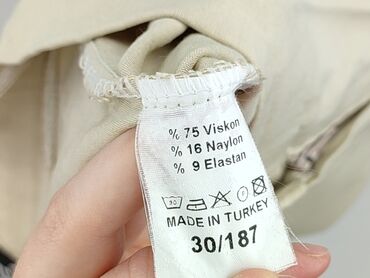 % 75 Viskon
% 16 Naylon
% 9 Elastan
MADE IN TURKEY
30/187